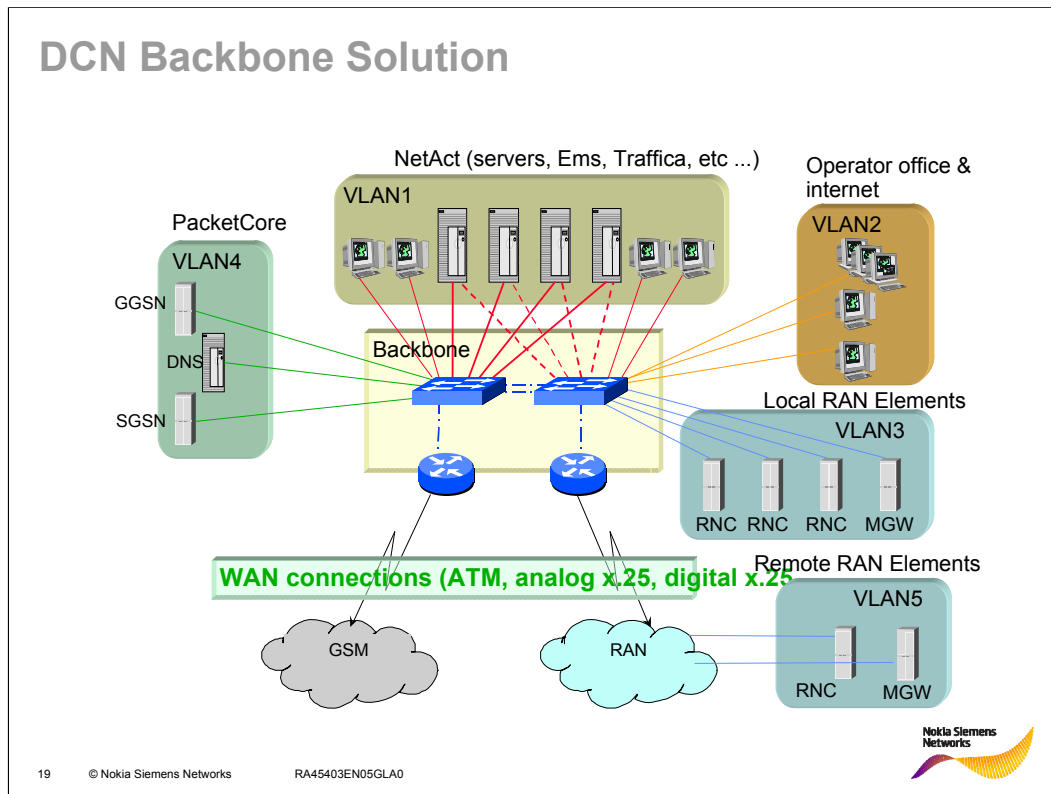 DCN Backbone Solution
NetAct (servers, Ems, Traffica, etc ...)
VLAN1
Operator office &
internet
VLAN2
PacketCore
VLAN4
GGSN
DNS
SGSN
Backbone
Local RAN Elements
VLAN3
RNC
RNC
RNC
MGW
WAN connections (ATM, analog x.25, digital x.25
Remote RAN Elements
VLAN5
RNC
MGW
GSM
RAN
Nokia Siemens
Networks
19 © Nokia Siemens Networks RA45403EN05GLA0